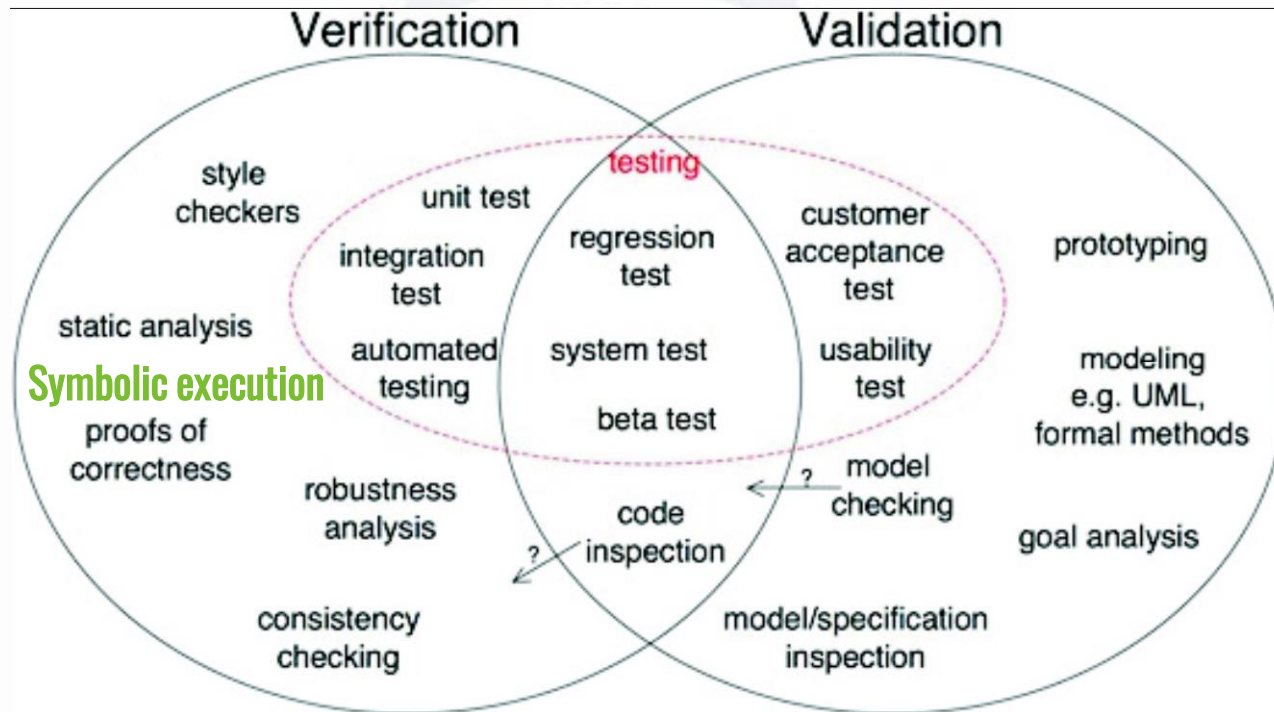 Verification
Validation
testing
style
checkers
unit test
integration
test
automated
testing
static analysis
Symbolic execution
proofs of
correctness
robustness
analysis
consistency
checking
regression
test
system test
beta test
code
inspection
?
customer
acceptance
test
usability
test
model
checking
?
prototyping
modeling
e.g. UML,
formal methods
goal analysis
model/specification
inspection